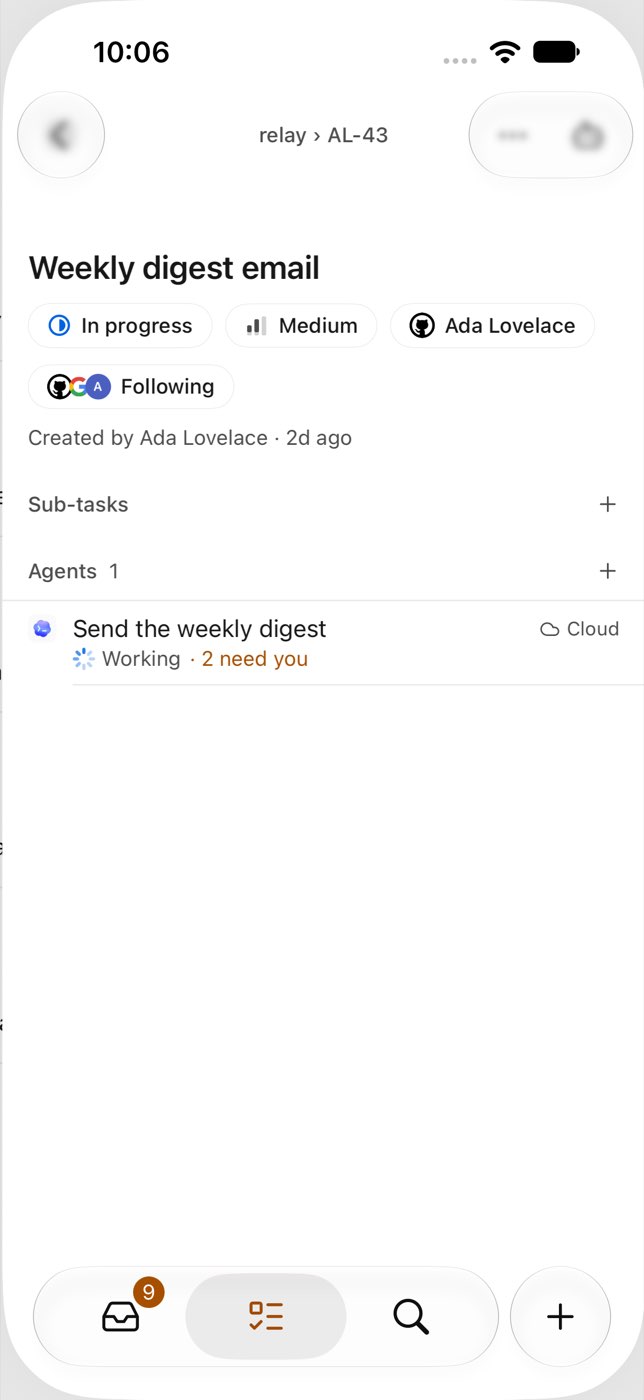 10:06
relay › AL-43
Weekly digest email
In progress
Medium
Ada Lovelace
A
Following
Created by Ada Lovelace · 2d ago
Sub-tasks
Agents 1
Send the weekly digest
Cloud
Working · 2 need you
9